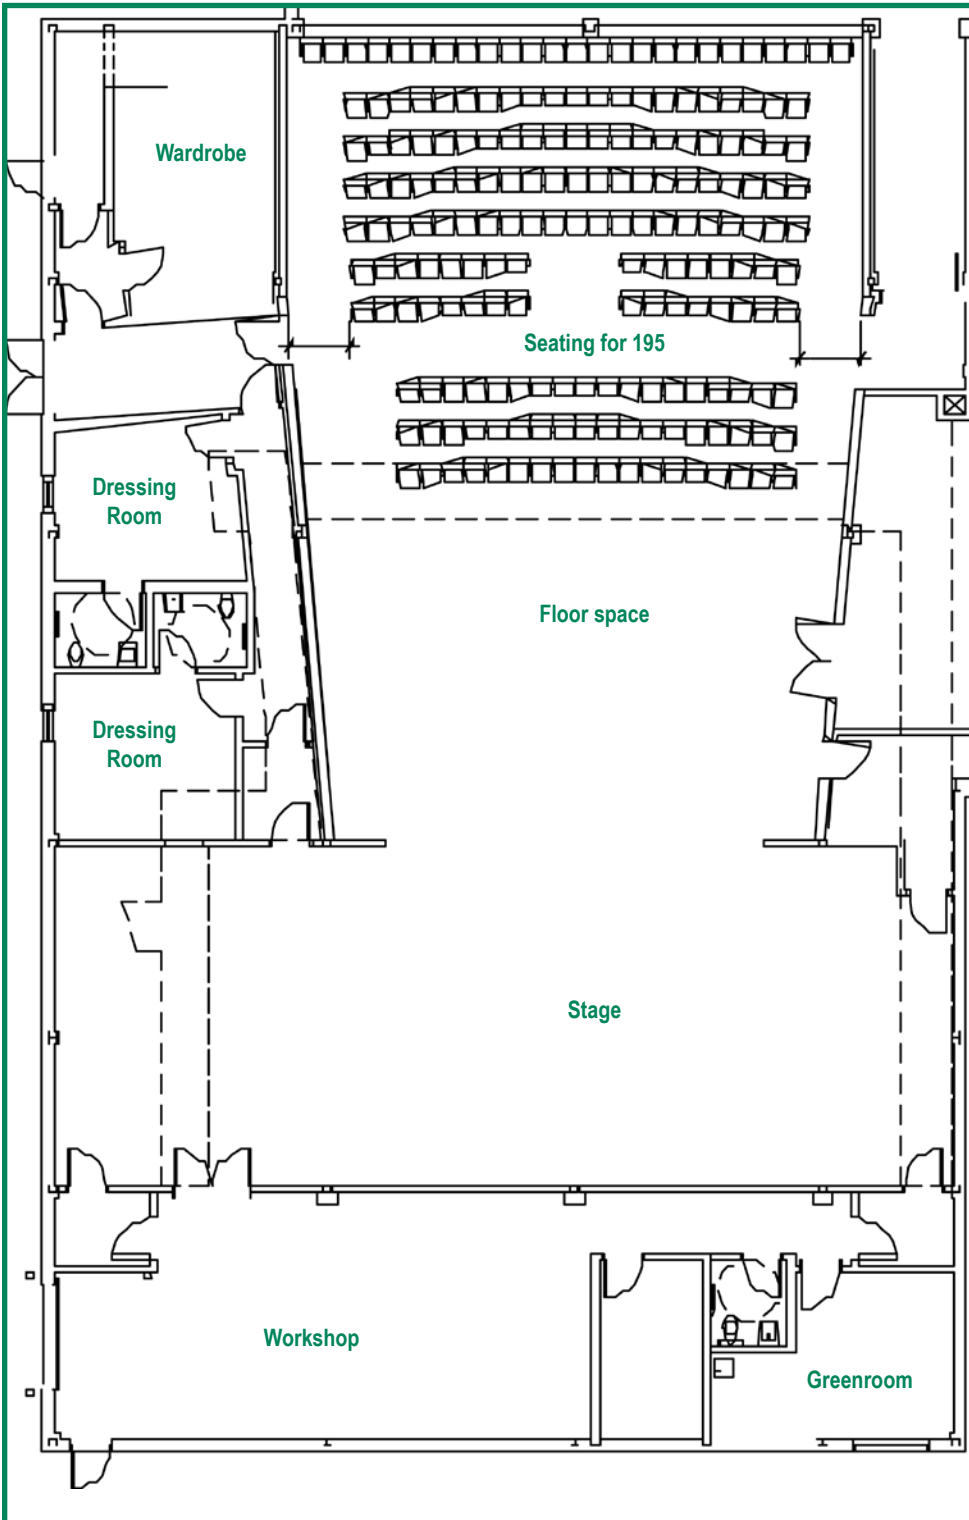 Wardrobe
Seating for 195
Dressing
Room
Floor space
Dressing
Room
Stage
Workshop
Greenroom